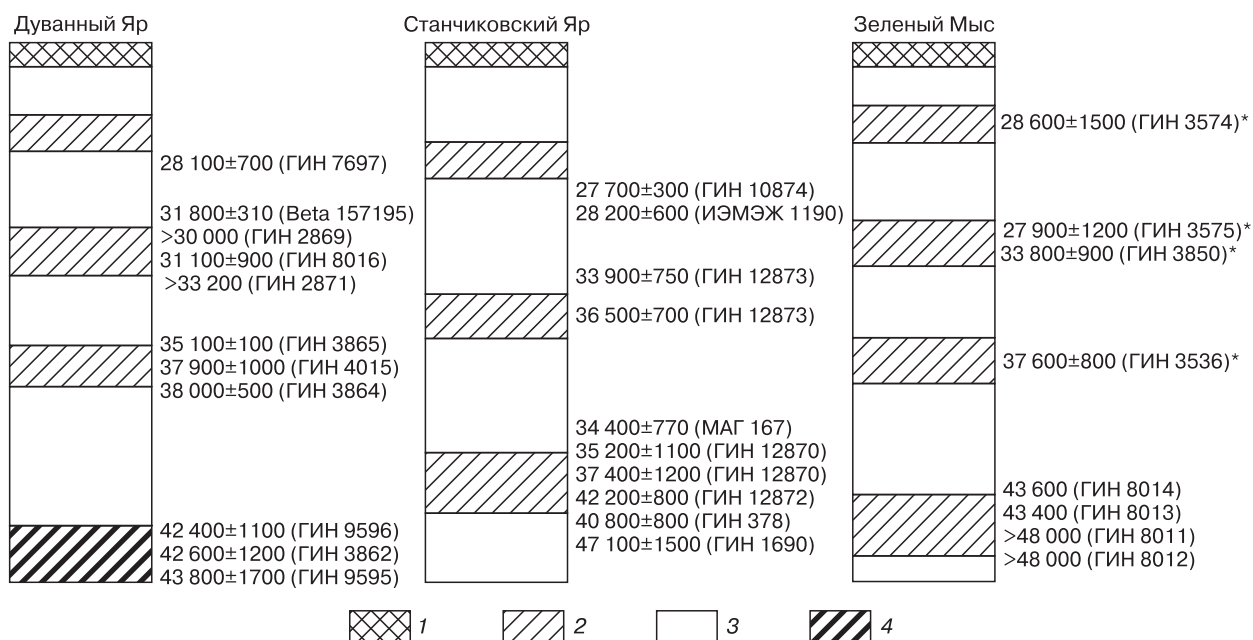 Дуванный Яр
28 100±700 (ГИН 7697)
31 800±310 (Beta 157195)
>30 000 (ГИН 2869)
31 100±900 (ГИН 8016)
>33 200 (ГИН 2871)
35 100±100 (ГИН 3865)
37 900±1000 (ГИН 4015)
38 000±500 (ГИН 3864)
42 400±1100 (ГИН 9596)
42 600±1200 (ГИН 3862)
43 800±1700 (ГИН 9595)
Станчиковский Яр
27 700±300 (ГИН 10874)
28 200±600 (ИЭМЭЖ 1190)
33 900±750 (ГИН 12873)
36 500±700 (ГИН 12873)
34 400±770 (МАГ 167)
35 200±1100 (ГИН 12870)
37 400±1200 (ГИН 12870)
42 200±800 (ГИН 12872)
40 800±800 (ГИН 378)
47 100±1500 (ГИН 1690)
Зеленый Мыс
28 600±1500 (ГИН 3574)*
27 900±1200 (ГИН 3575)*
33 800±900 (ГИН 3850)*
37 600±800 (ГИН 3536)*
43 600 (ГИН 8014)
43 400 (ГИН 8013)
>48 000 (ГИН 8011)
>48 000 (ГИН 8012)
1 2 3 4